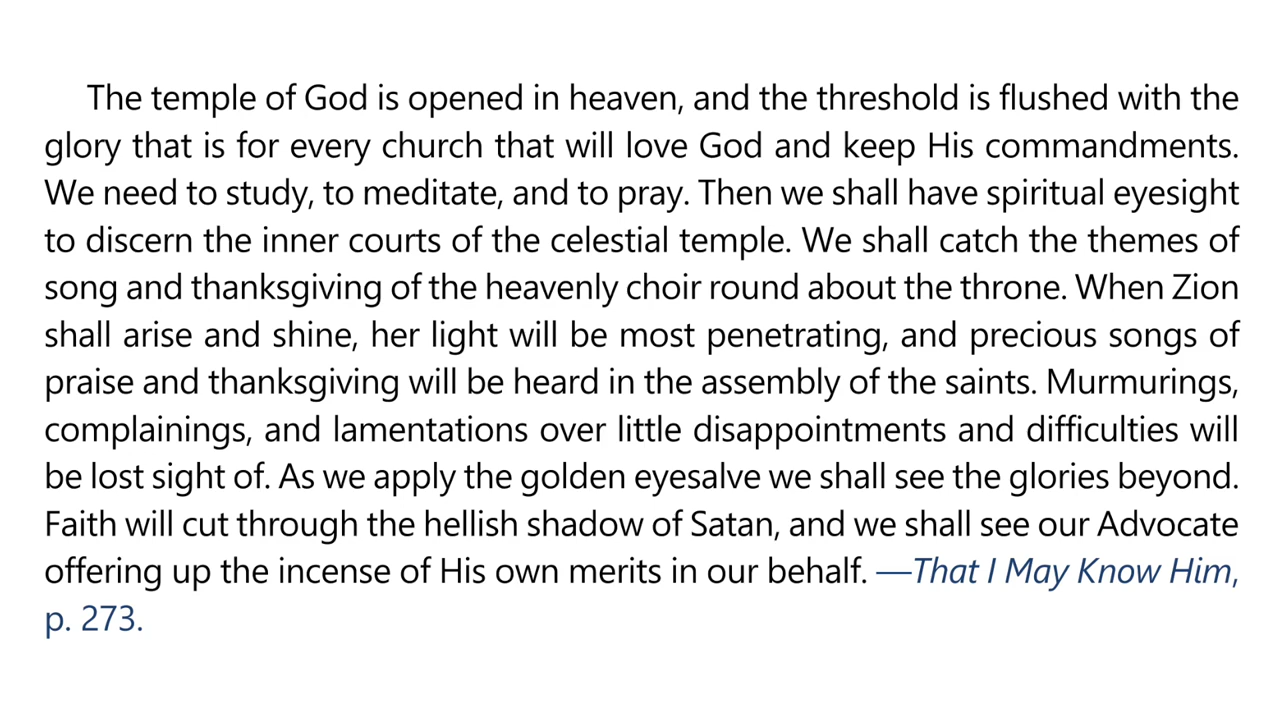 The temple of God is opened in heaven, and the threshold is flushed with the
glory that is for every church that will love God and keep His commandments.
We need to study, to meditate, and to pray. Then we shall have spiritual eyesight
to discern the inner courts of the celestial temple. We shall catch the themes of
song and thanksgiving of the heavenly choir round about the throne. When Zion
shall arise and shine, her light will be most penetrating, and precious songs of
praise and thanksgiving will be heard in the assembly of the saints. Murmurings,
complainings, and lamentations over little disappointments and difficulties will
be lost sight of. As we apply the golden eyesalve we shall see the glories beyond.
Faith will cut through the hellish shadow of Satan, and we shall see our Advocate
offering up the incense of His own merits in our behalf. —That I May Know Him,
p. 273.